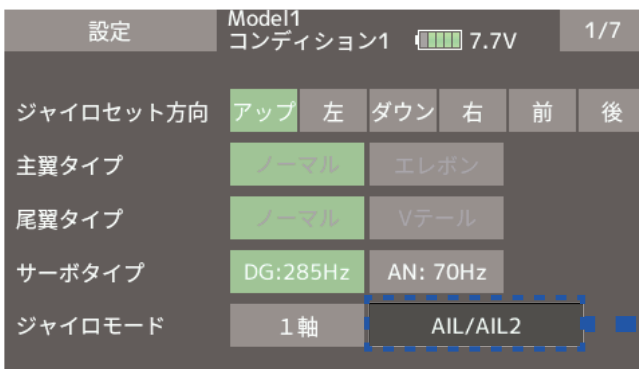 設定 Model1 1/7
コンディション1 7.7V
ジャイロセット方向 アップ 左 ダウン 右 前 後
主翼タイプ ノーマル エレボン
尾翼タイプ ノーマル Vテール
サーボタイプ DG:285Hz AN: 70Hz
ジャイロモード 1軸 AIL/AIL2